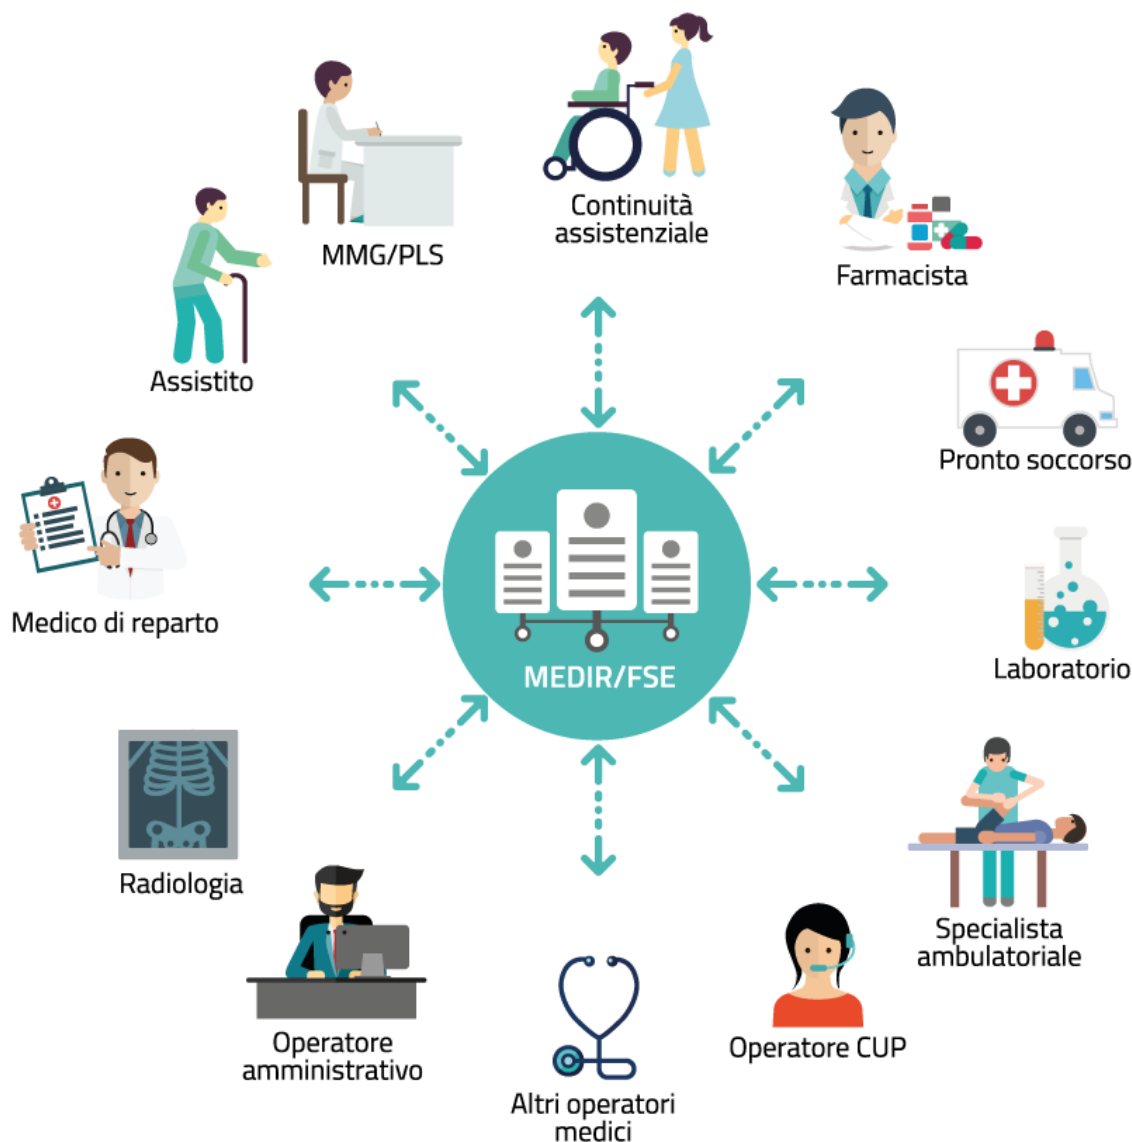 Continuità
assistenziale
MMG/PLS
Farmacista
Assistito
Pronto soccorso
Medico di reparto
MEDIR/FSE
Laboratorio
Radiologia
Specialista
ambulatoriale
Operatore
amministrativo
Operatore CUP
Altri operatori
medici